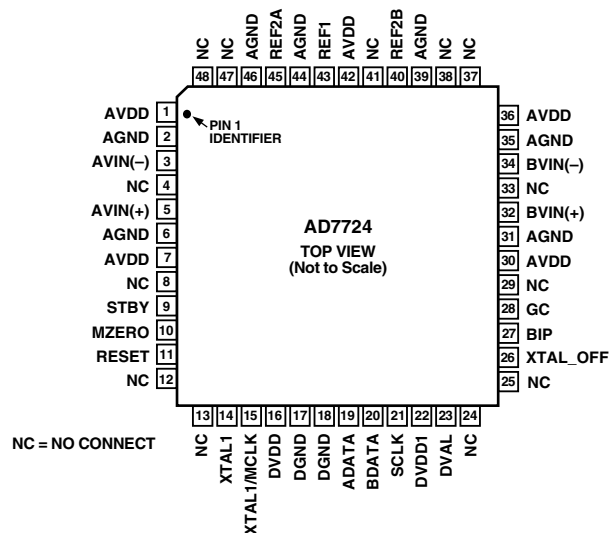 NC
NC
AGND
REF2A
AGND
REF1
AVDD
NC
REF2B
AGND
NC
NC
48 47 46 45 44 43 42 41 40 39 38 37
AVDD 1
AGND 2
AVIN(–) 3
NC 4
AVIN(+) 5
AGND 6
AVDD 7
NC 8
STBY 9
MZERO 10
RESET 11
NC 12
PIN 1
IDENTIFIER
AD7724
TOP VIEW
(Not to Scale)
36 AVDD
35 AGND
34 BVIN(–)
33 NC
32 BVIN(+)
31 AGND
30 AVDD
29 NC
28 GC
27 BIP
26 XTAL_OFF
25 NC
13 14 15 16 17 18 19 20 21 22 23 24
NC
XTAL1
XTAL1/MCLK
DVDD
DGND
DGND
ADATA
BDATA
SCLK
DVDD1
DVAL
NC
NC = NO CONNECT